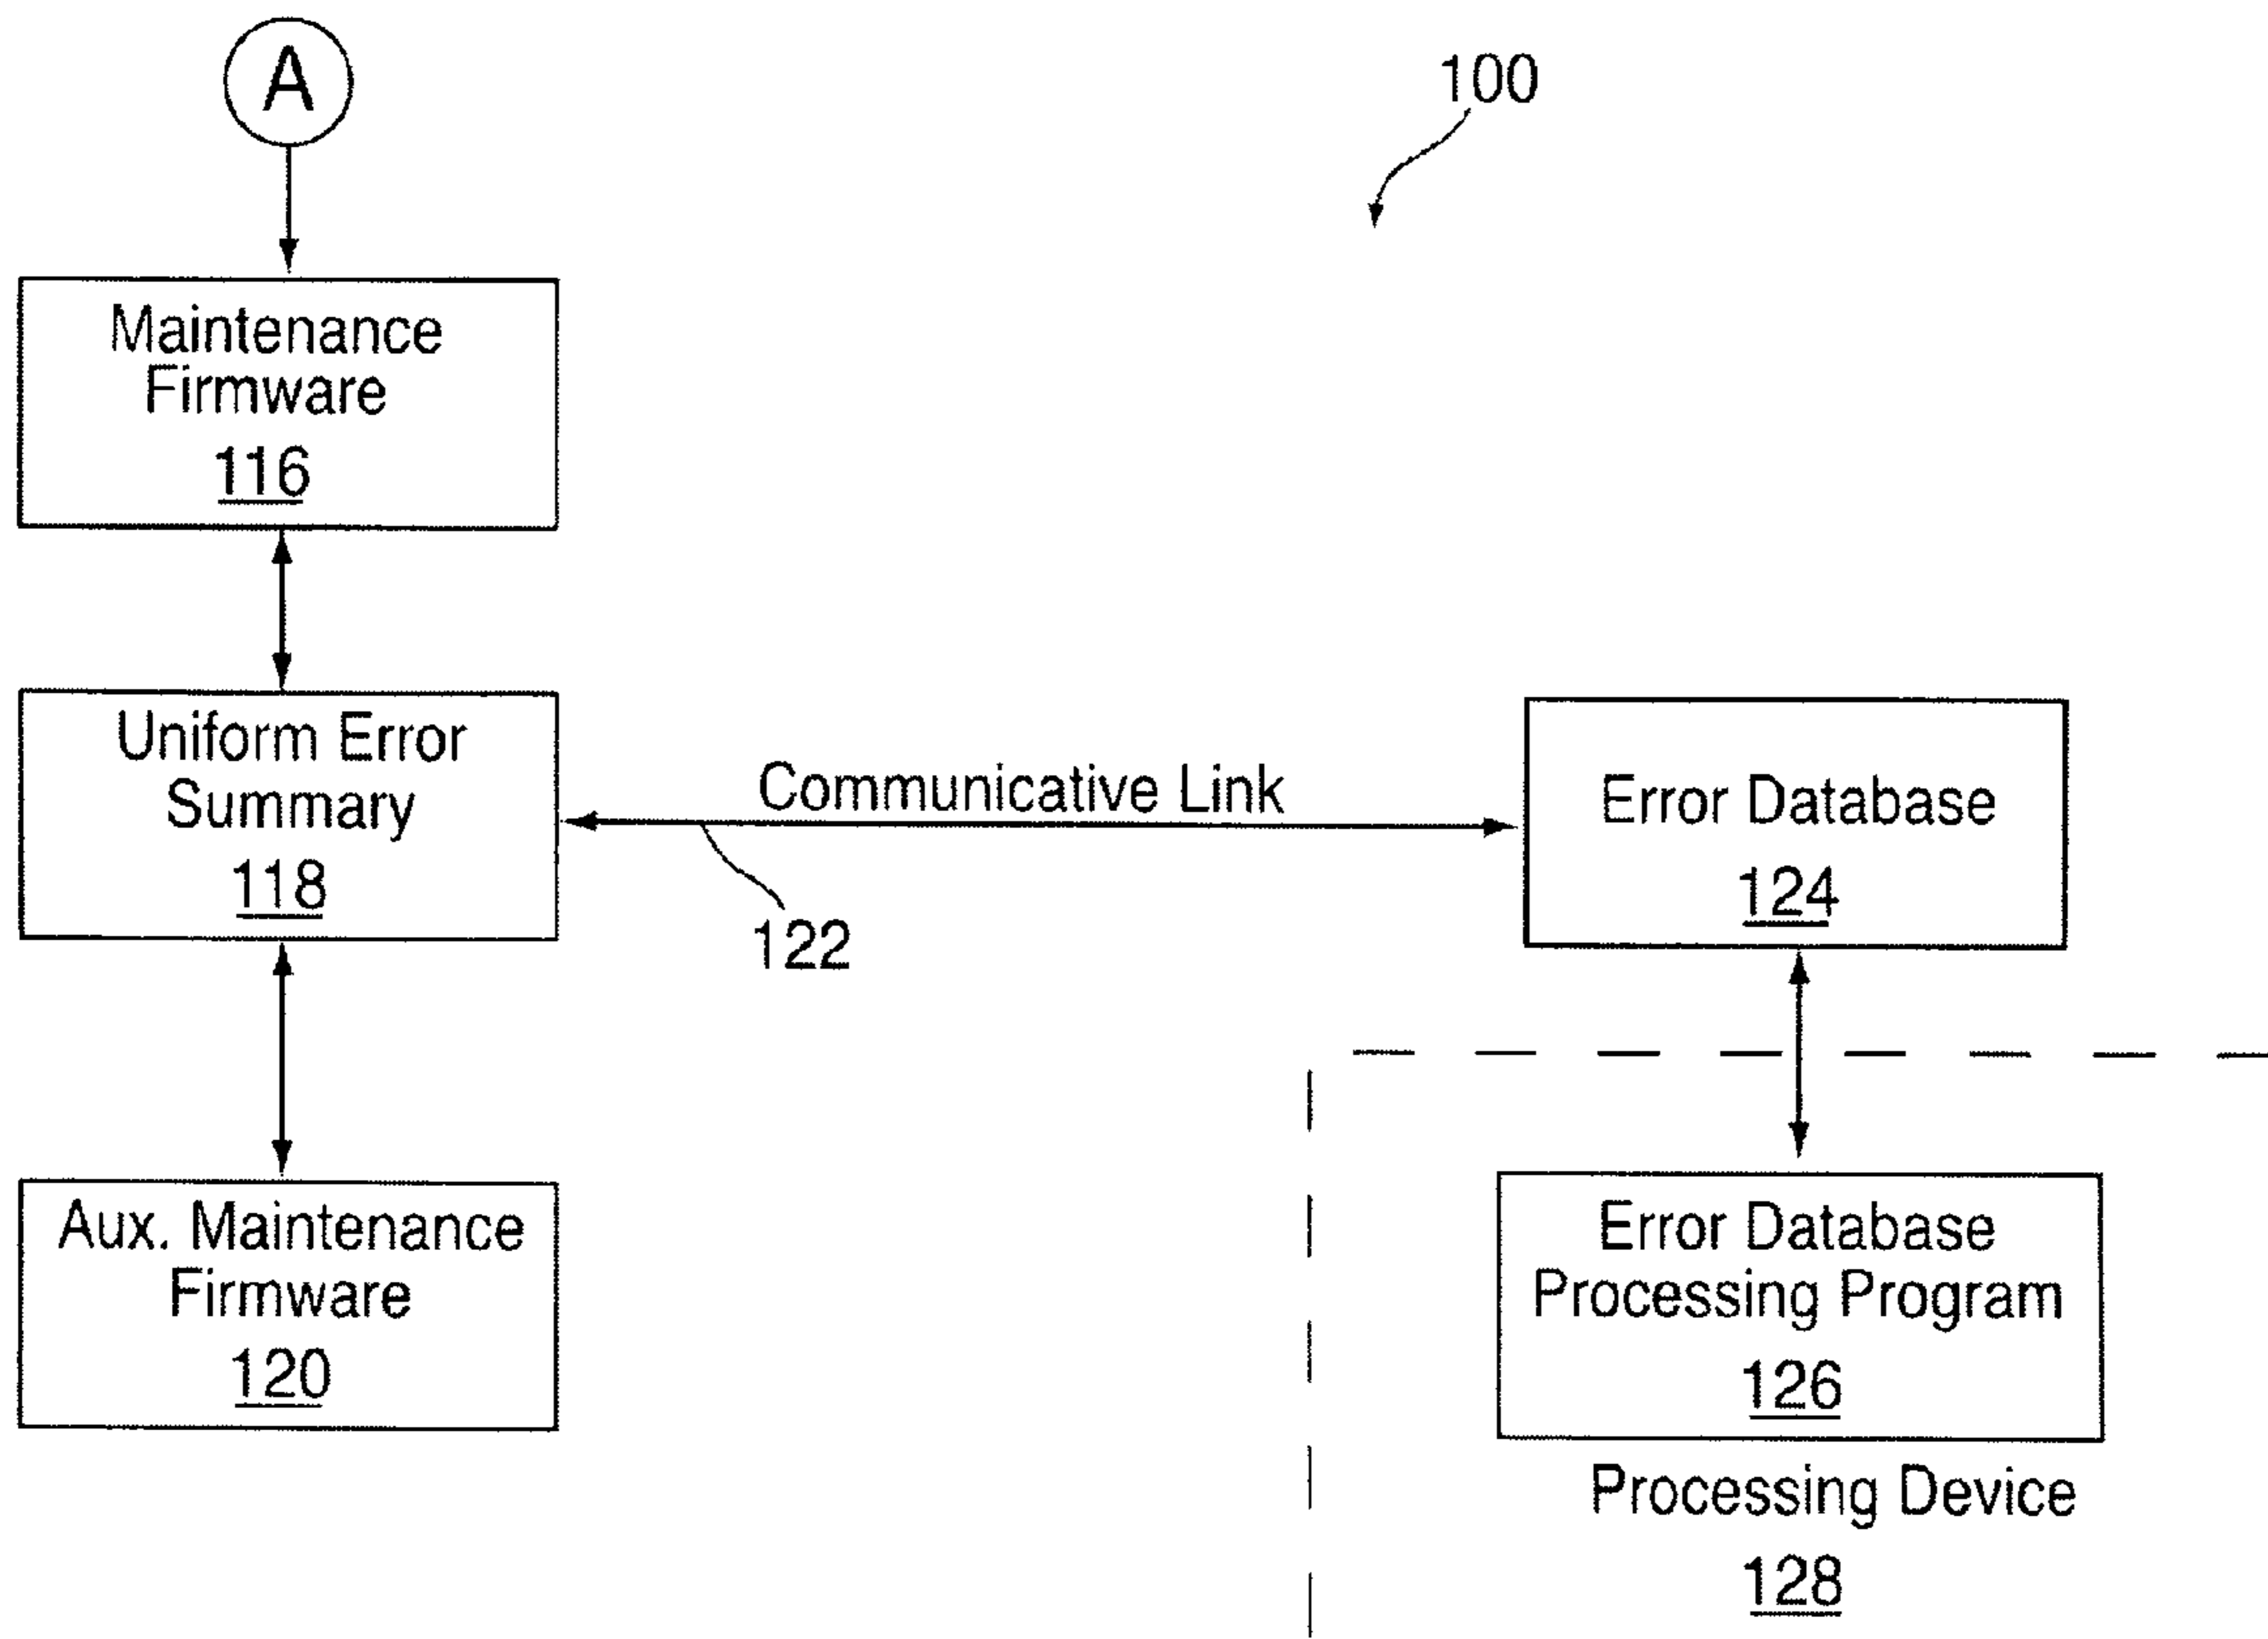 A
100
Maintenance
Firmware
116
Uniform Error
Summary
118
Communicative Link
122
Error Database
124
Aux. Maintenance
Firmware
120
Error Database
Processing Program
126
Processing Device
128